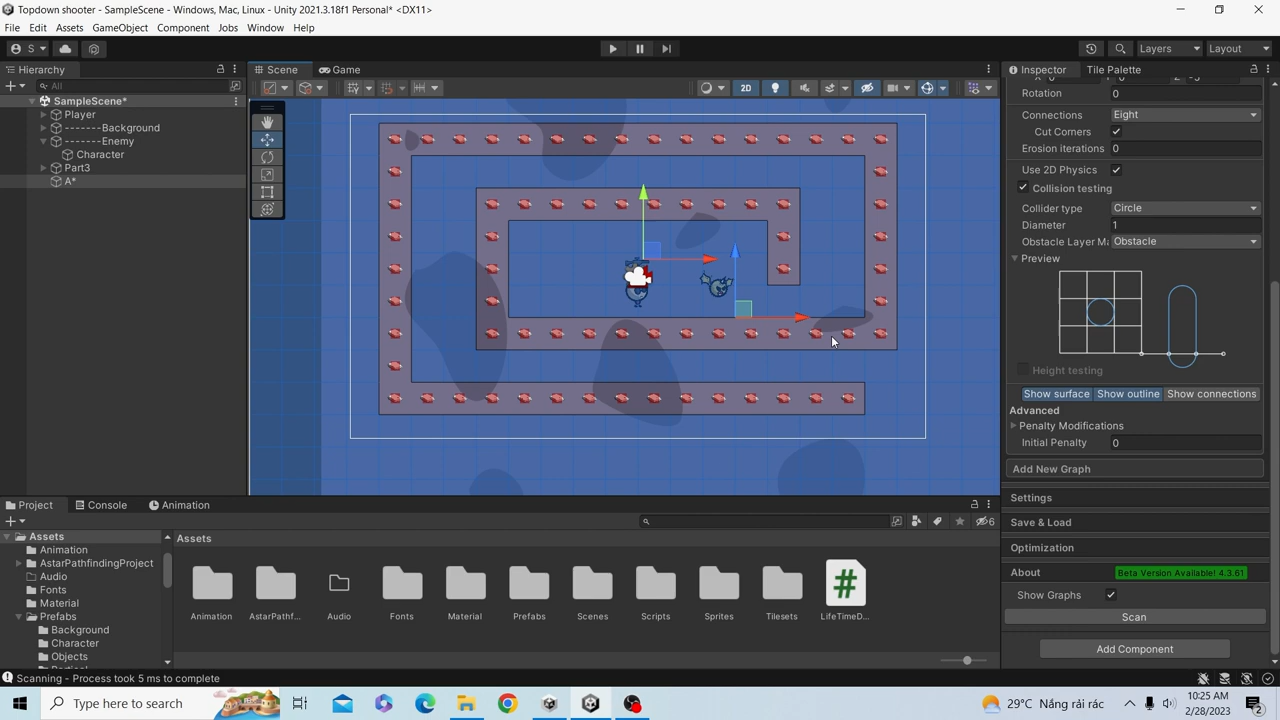 Topdown shooter - SampleScene - Windows, Mac, Linux - Unity 2021.3.18f1 Personal* <DX11>
File Edit Assets GameObject Component Jobs Window Help
S Layers Layout
Hierarchy Scene Game Inspector Tile Palette
All 2D
SampleScene*
Player
-------Background
-------Enemy
Character
Part3
A*
Rotation 0
Connections Eight
Cut Corners
Erosion iterations 0
Use 2D Physics
Collision testing
Collider type Circle
Diameter 1
Obstacle Layer Ma Obstacle
Preview
Height testing
Show surface Show outline Show connections
Advanced
Penalty Modifications
Initial Penalty 0
Add New Graph
Settings
Save & Load
Optimization
About Beta Version Available! 4.3.61
Show Graphs
Scan
Add Component
Project Console Animation
6
Assets
Animation
AstarPathfindingProject
Audio
Fonts
Material
Prefabs
Background
Character
Objects
Assets
Animation AstarPathf... Audio Fonts Material Prefabs Scenes Scripts Sprites Tilesets LifeTimeD...
Scanning - Process took 5 ms to complete
Type here to search
29°C Nắng rải rác
10:25 AM
2/28/2023
2